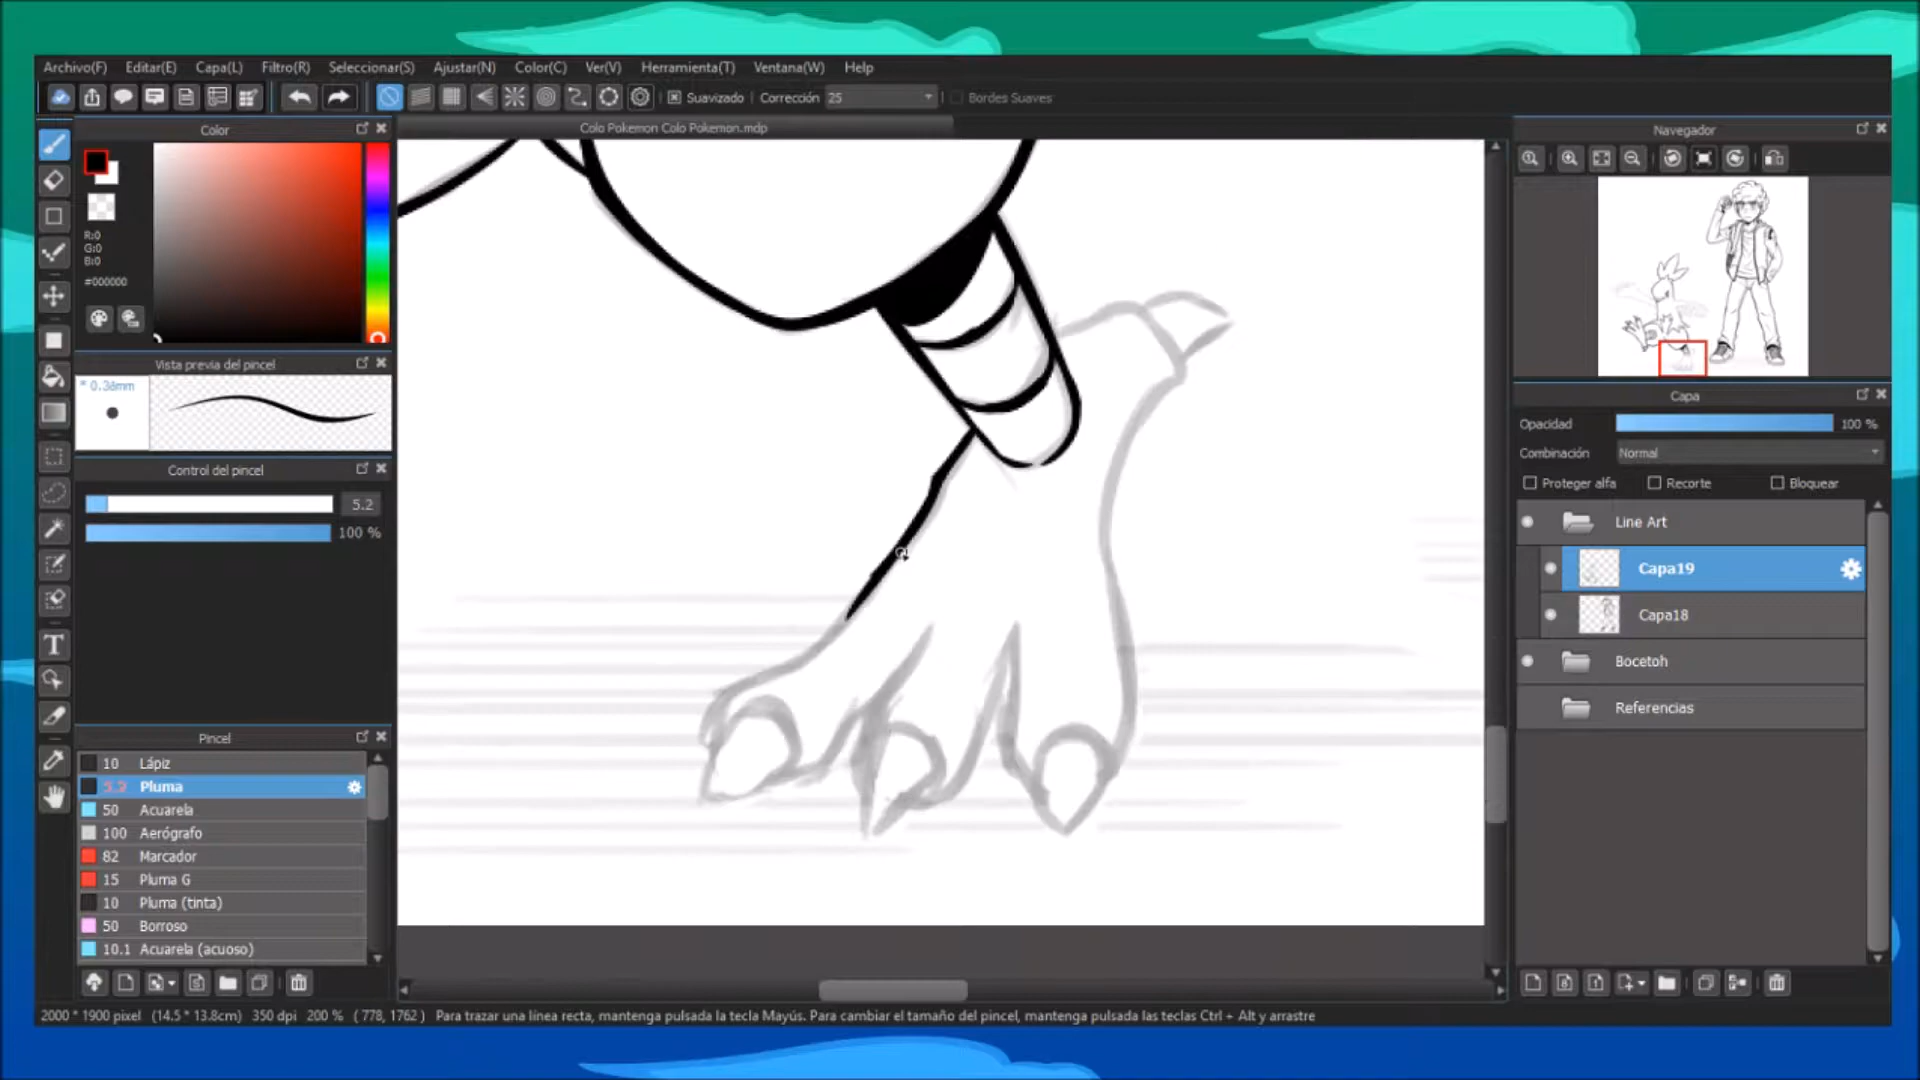 Archivo(F) Editar(E) Capa(L) Filtro(R) Seleccionar(S) Ajustar(N) Color(C) Ver(V) Herramienta(T) Ventana(W) Help
Suavizado Corrección 25 Bordes Suaves
Color
Colo Pokemon Colo Pokemon.mdp
Navegador
R:0
G:0
B:0
#000000
Vista previa del pincel
* 0.38mm
Control del pincel
5.2
100 %
Pincel
10 Lápiz
5.2 Pluma
50 Acuarela
100 Aerógrafo
82 Marcador
15 Pluma G
10 Pluma (tinta)
50 Borroso
10.1 Acuarela (acuoso)
Capa
Opacidad 100 %
Combinación Normal
Proteger alfa Recorte Bloquear
Line Art
Capa19
Capa18
Bocetoh
Referencias
2000 * 1900 pixel (14.5 * 13.8cm) 350 dpi 200 % ( 778, 1762 ) Para trazar una línea recta, mantenga pulsada la tecla Mayús. Para cambiar el tamaño del pincel, mantenga pulsadas las teclas Ctrl + Alt y arrastre